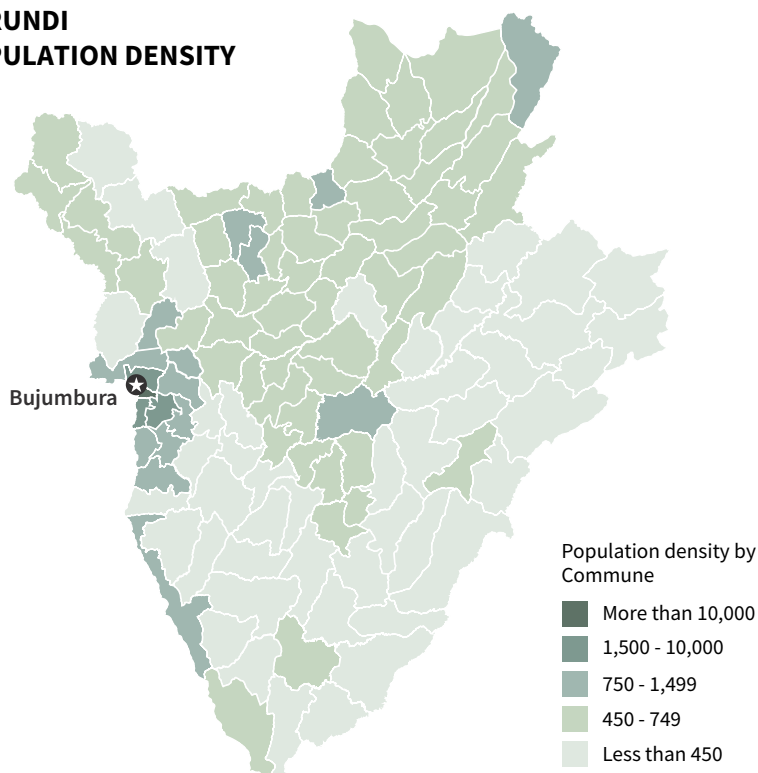 RUNDI
PULATION DENSITY
Bujumbura
Population density by
Commune
More than 10,000
1,500 - 10,000
750 - 1,499
450 - 749
Less than 450